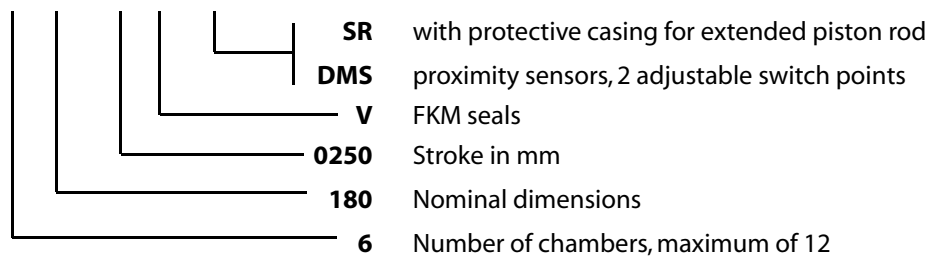 SR with protective casing for extended piston rod
DMS proximity sensors, 2 adjustable switch points
V FKM seals
0250 Stroke in mm
180 Nominal dimensions
6 Number of chambers, maximum of 12